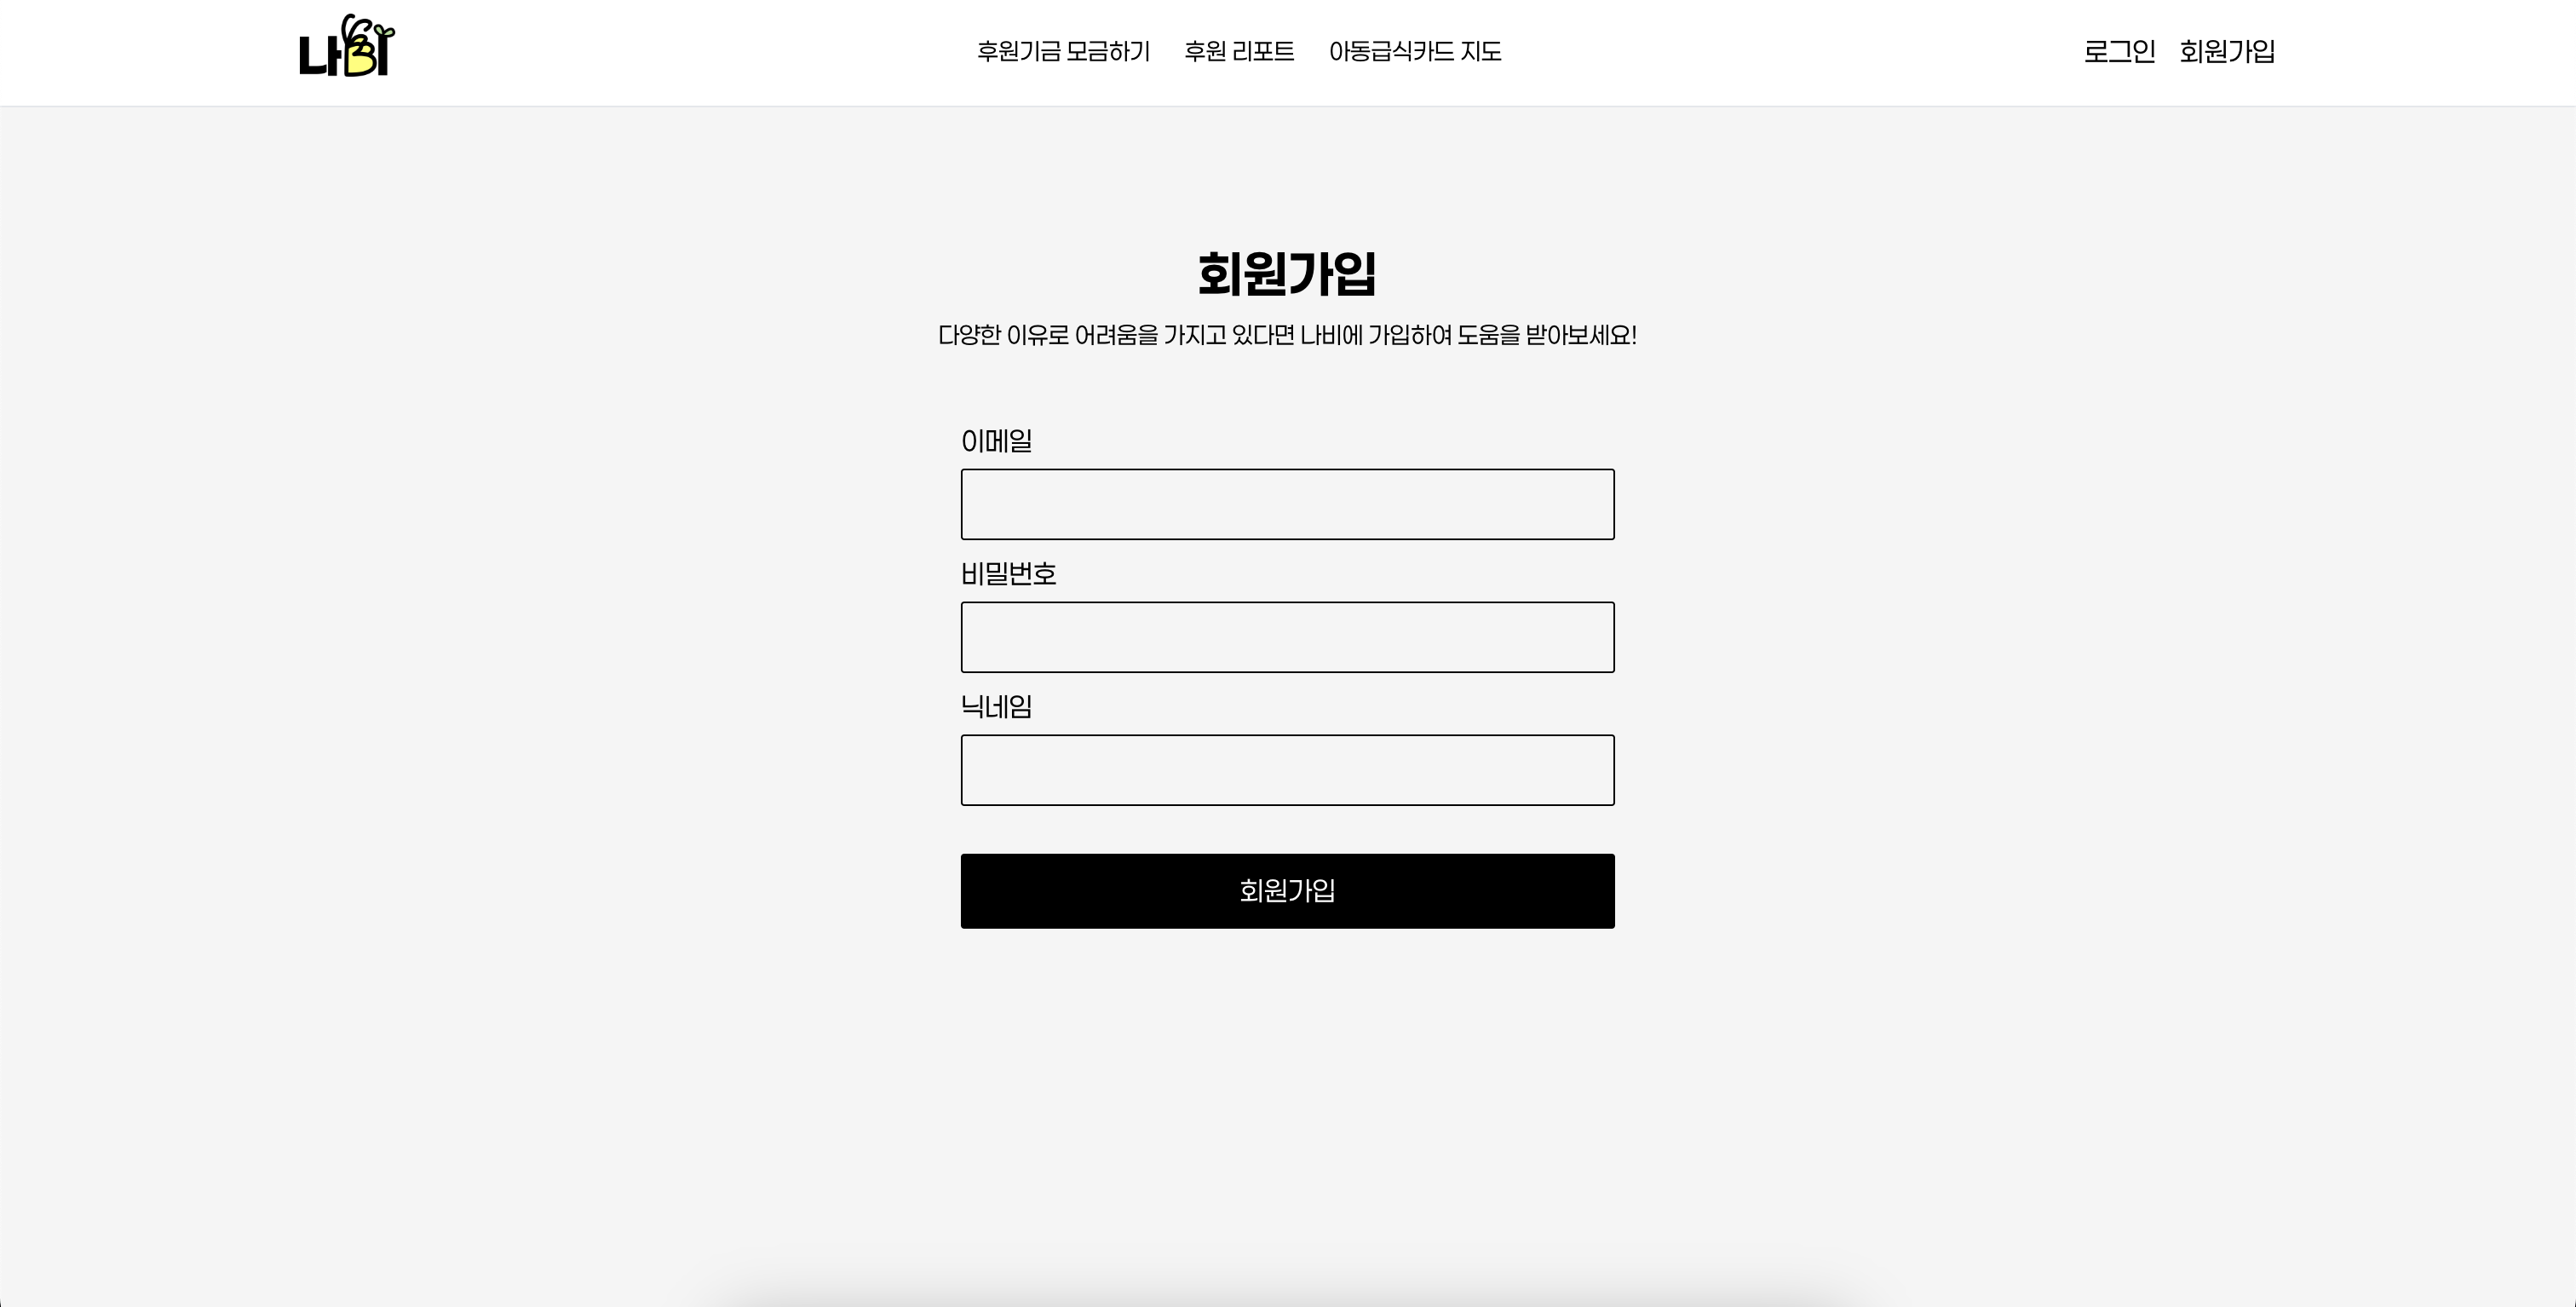 나비
후원기금 모금하기 후원 리포트 아동급식카드 지도
로그인 회원가입
회원가입
다양한 이유로 어려움을 가지고 있다면 나비에 가입하여 도움을 받아보세요!
이메일
비밀번호
닉네임
회원가입